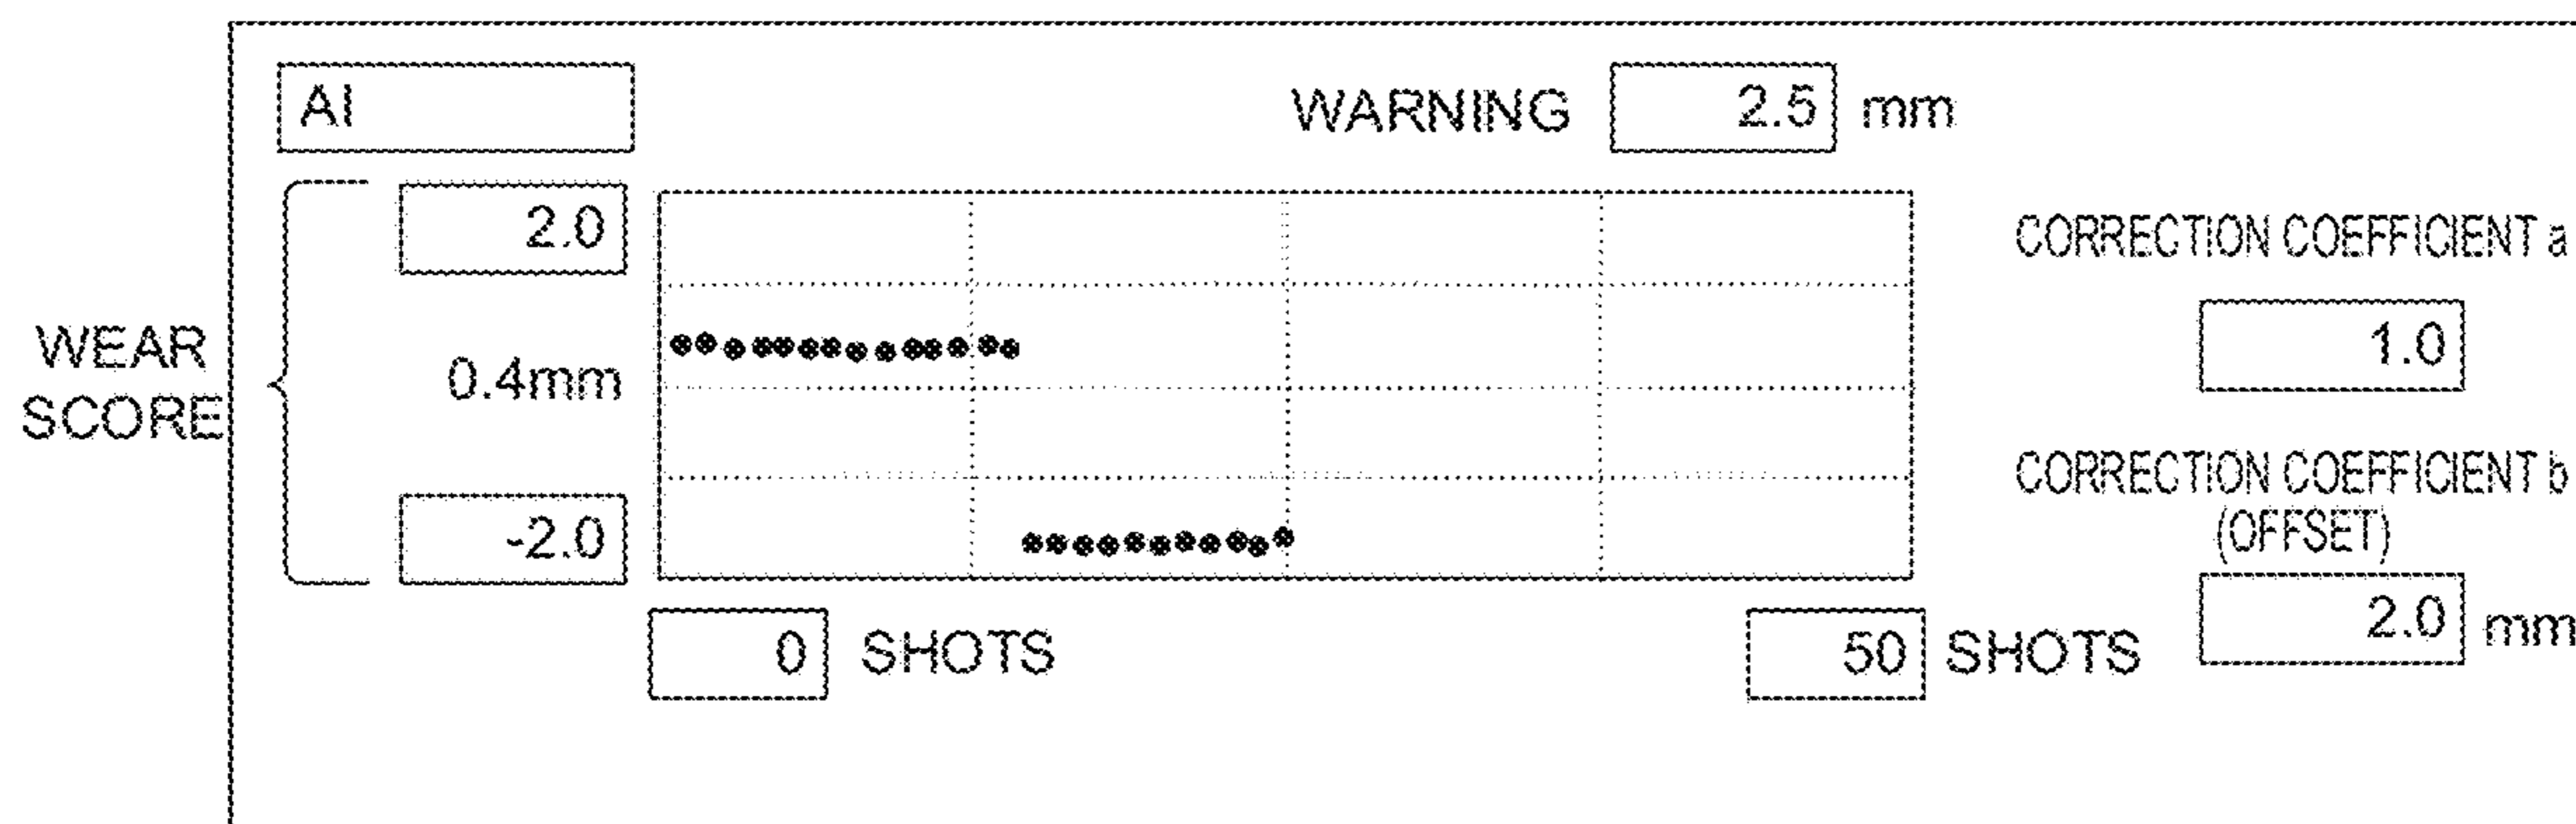 AI
WARNING 2.5 mm
2.0
WEAR
SCORE
0.4mm
-2.0
0 SHOTS
50 SHOTS
CORRECTION COEFFICIENT a
1.0
CORRECTION COEFFICIENT b
(OFFSET)
2.0 mm